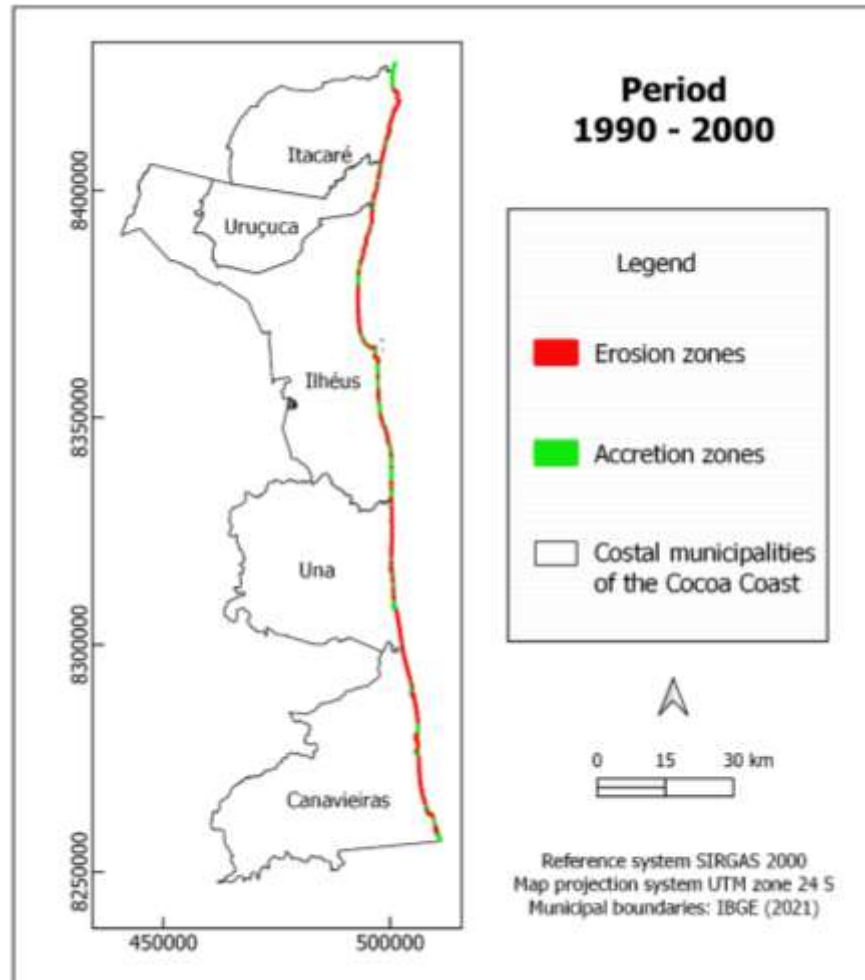 Period
1990 - 2000
Itacaré
Uruçuca
Ilhéus
Una
Canavieiras
8400000
8350000
8300000
8250000
450000
500000
Legend
Erosion zones
Accretion zones
Costal municipalities
of the Cocoa Coast
0 15 30 km
Reference system SIRGAS 2000
Map projection system UTM zone 24 S
Municipal boundaries: IBGE (2021)